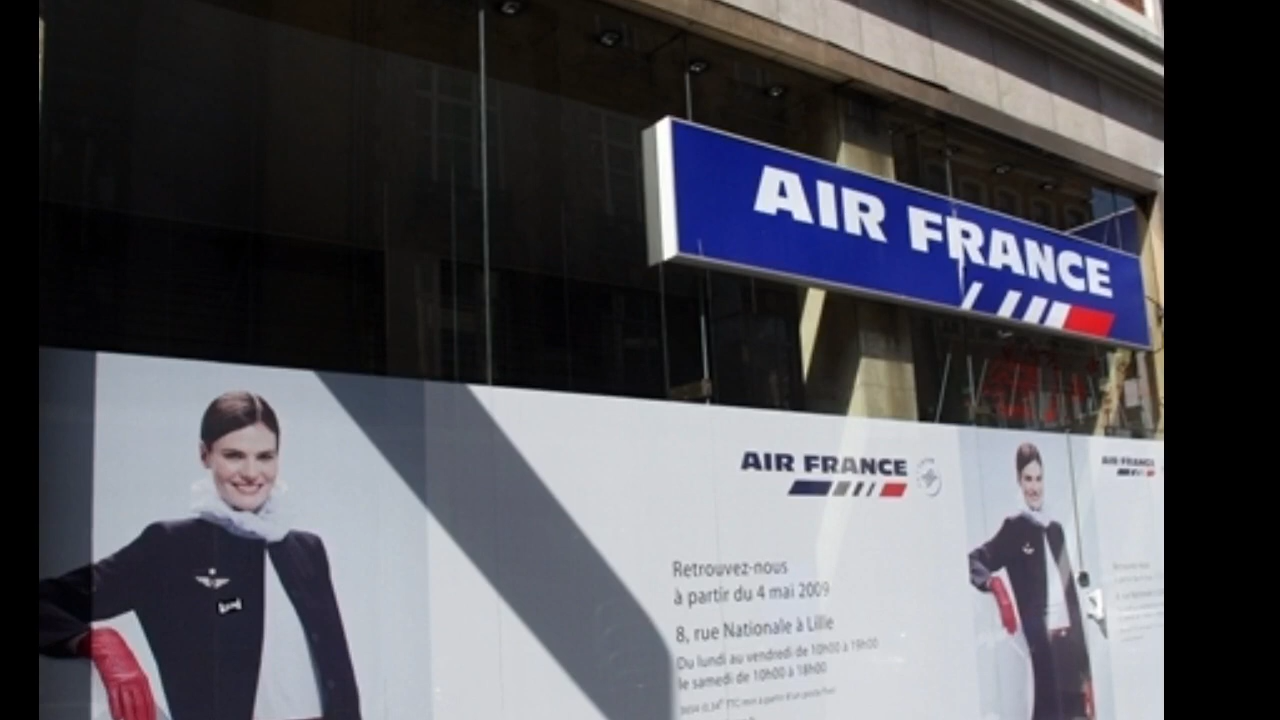 AIR FRANCE
AIR FRANCE
AIR FRANCE
Retrouvez-nous
à partir du 4 mai 2009
8, rue Nationale à Lille
Du lundi au vendredi de 10h00 à 19h00
le samedi de 10h00 à 18h00